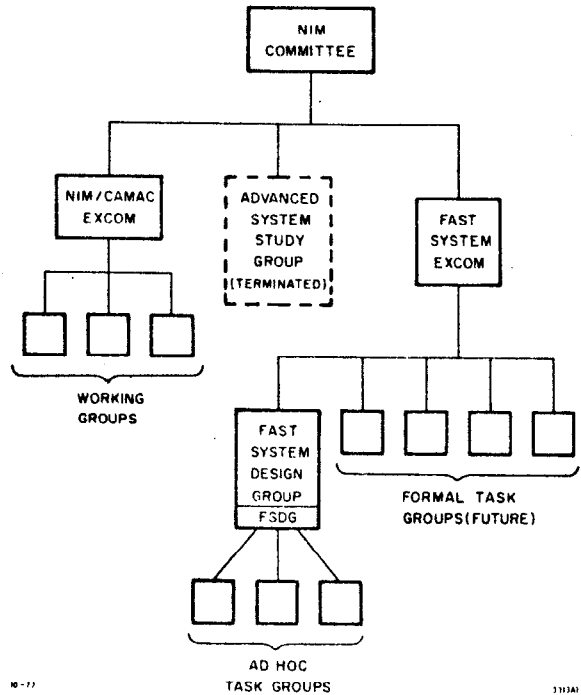 NIM
COMMITTEE
NIM/CAMAC
EXCOM
ADVANCED
SYSTEM
STUDY
GROUP
(TERMINATED)
FAST
SYSTEM
EXCOM
WORKING
GROUPS
FAST
SYSTEM
DESIGN
GROUP
FSDG
FORMAL TASK
GROUPS(FUTURE)
AD HOC
TASK GROUPS
10-77